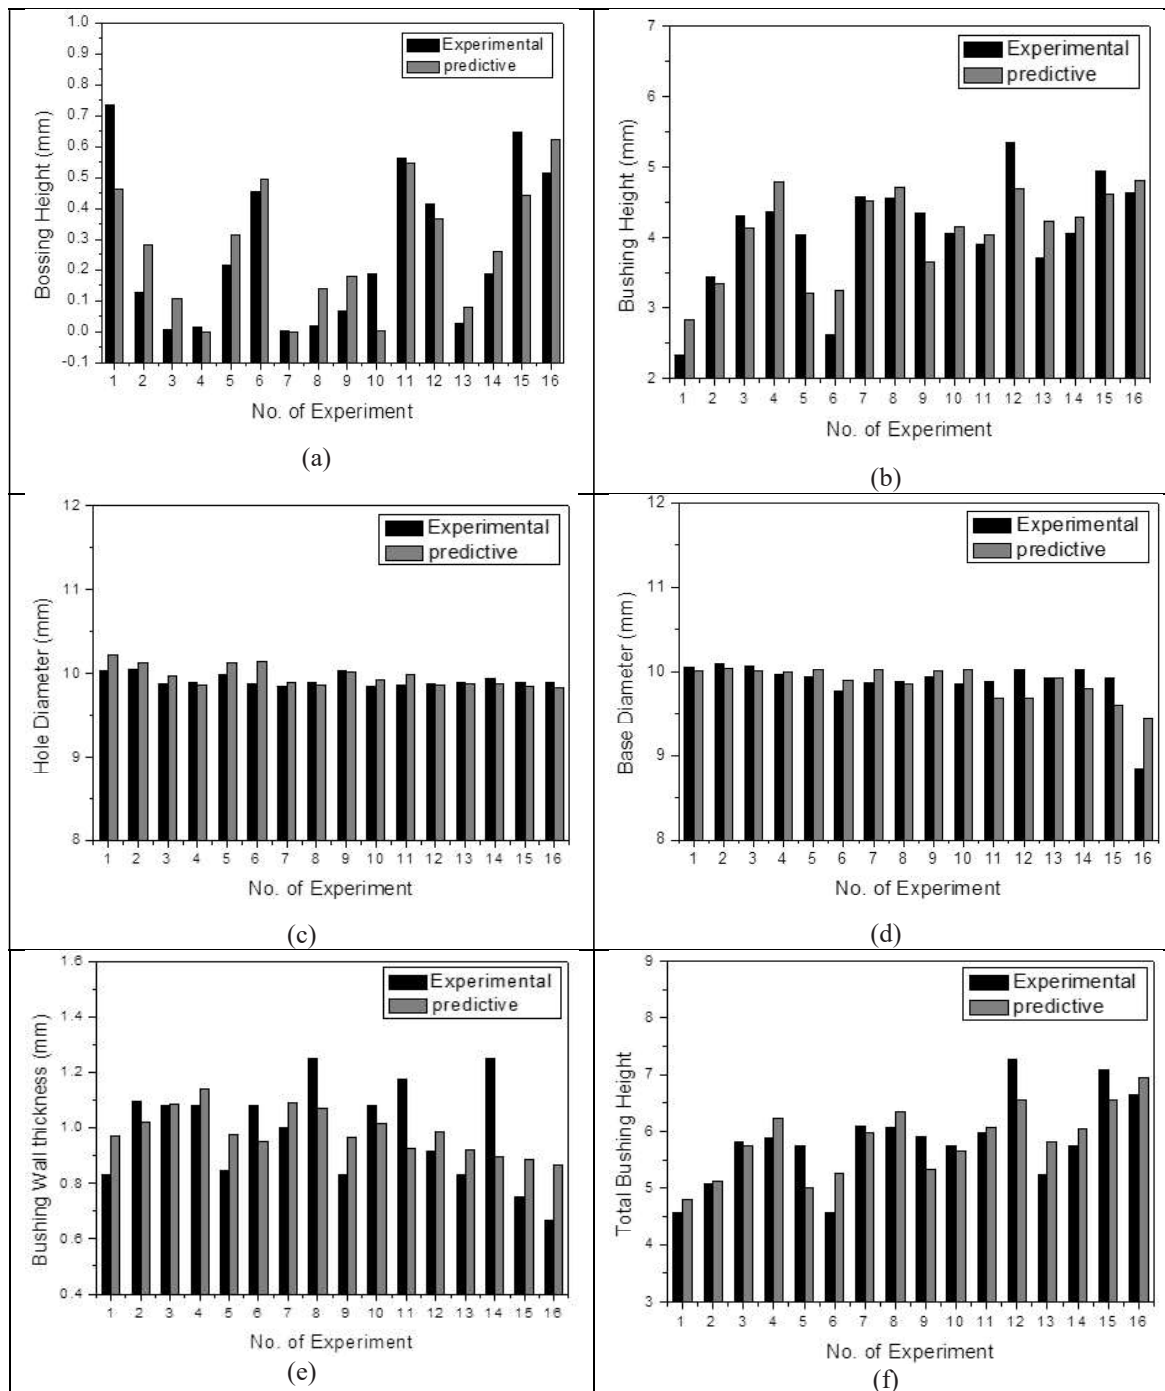 1.0
0.9
0.8
0.7
0.6
0.5
0.4
0.3
0.2
0.1
0.0
-0.1
Bossing Height (mm)
Experimental
predictive
1 2 3 4 5 6 7 8 9 10 11 12 13 14 15 16
No. of Experiment
(a)
7
6
5
4
3
2
Bushing Height (mm)
Experimental
predictive
1 2 3 4 5 6 7 8 9 10 11 12 13 14 15 16
No. of Experiment
(b)
12
11
10
9
8
Hole Diameter (mm)
Experimental
predictive
1 2 3 4 5 6 7 8 9 10 11 12 13 14 15 16
No. of Experiment
(c)
12
11
10
9
8
Base Diameter (mm)
Experimental
predictive
1 2 3 4 5 6 7 8 9 10 11 12 13 14 15 16
No. of Experiment
(d)
1.6
1.4
1.2
1.0
0.8
0.6
0.4
Bushing Wall thickness (mm)
Experimental
predictive
1 2 3 4 5 6 7 8 9 10 11 12 13 14 15 16
No. of Experiment
(e)
9
8
7
6
5
4
3
Total Bushing Height
Experimental
predictive
1 2 3 4 5 6 7 8 9 10 11 12 13 14 15 16
No. of Experiment
(f)